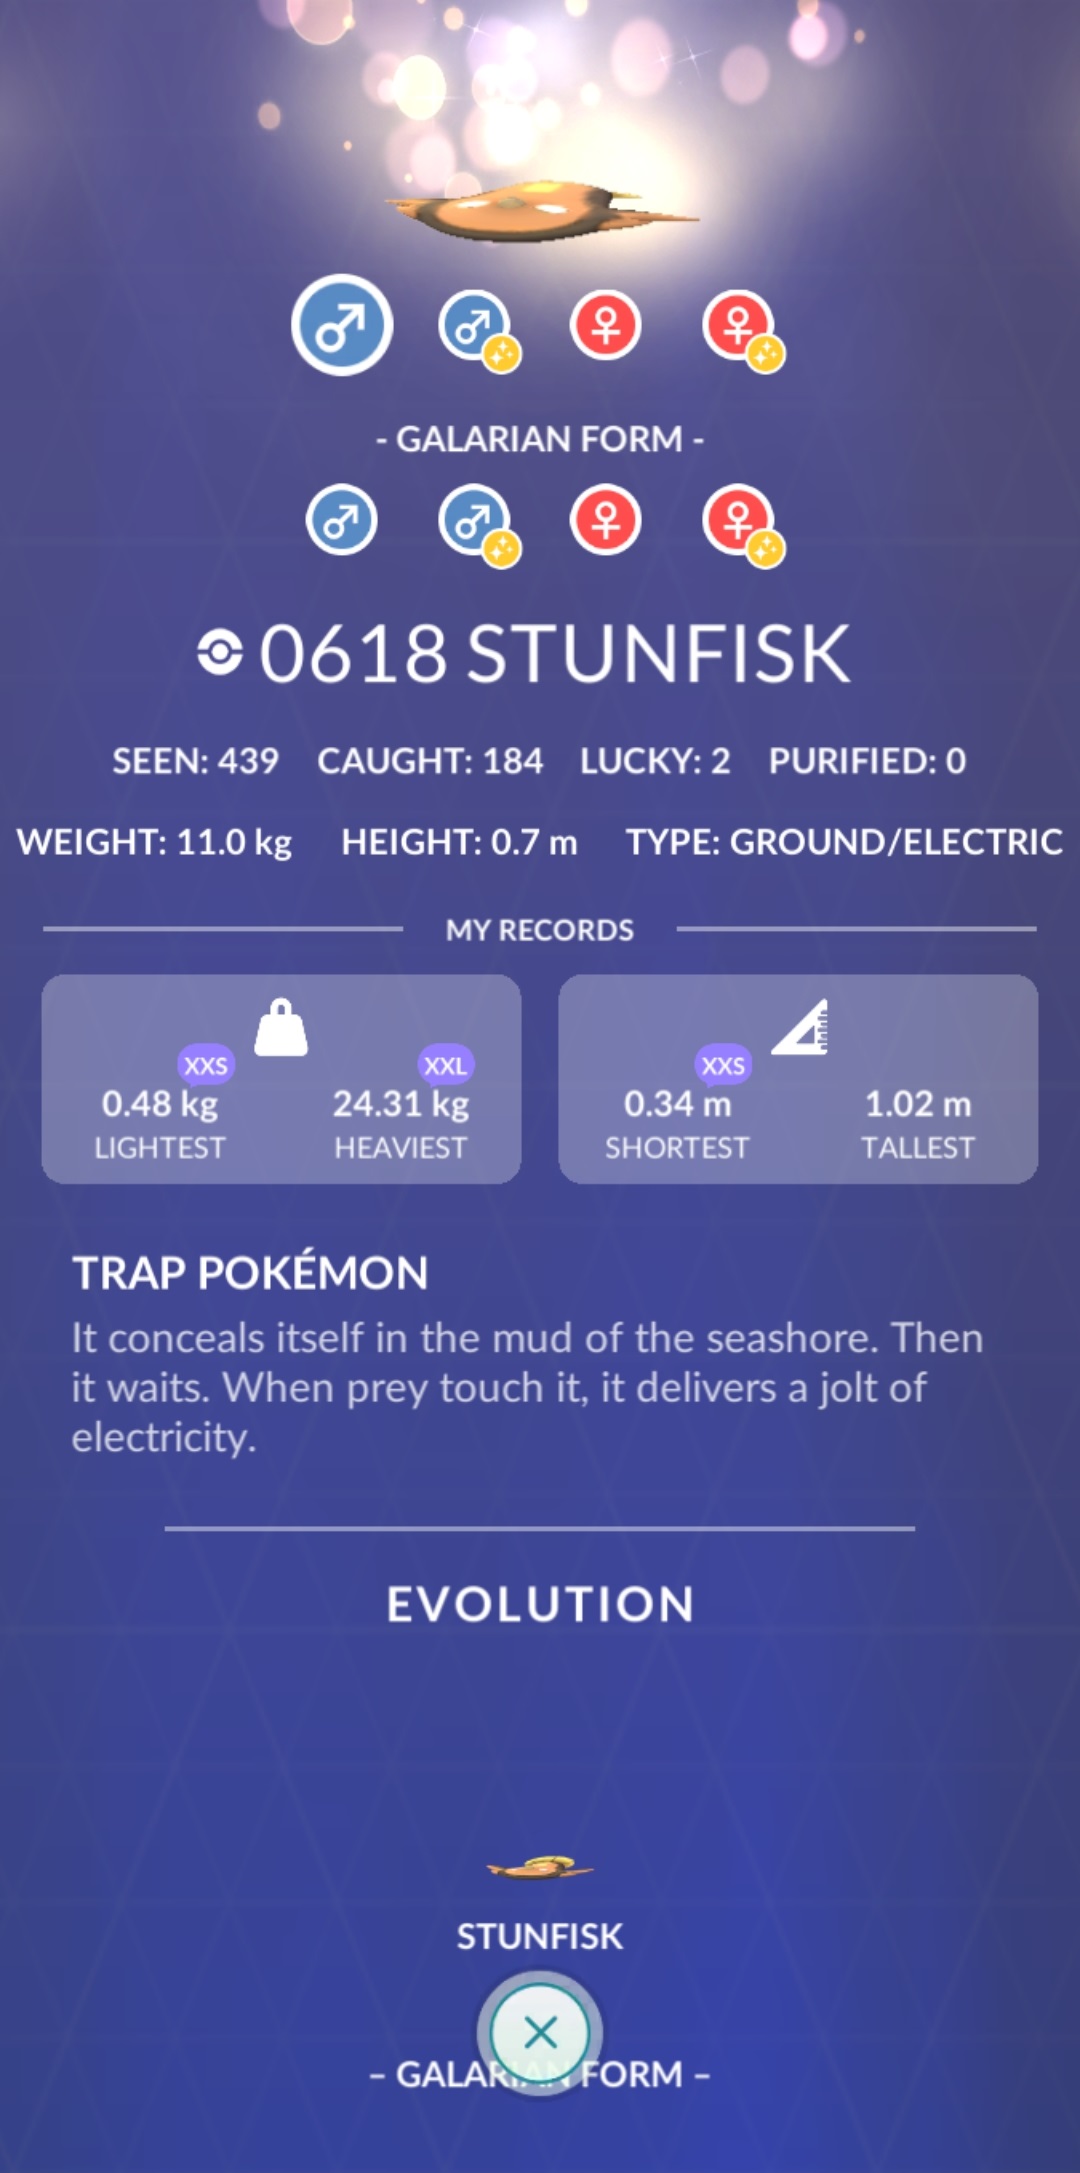 - GALARIAN FORM -
0618 STUNFISK
SEEN: 439 CAUGHT: 184 LUCKY: 2 PURIFIED: 0
WEIGHT: 11.0 kg HEIGHT: 0.7 m TYPE: GROUND/ELECTRIC
MY RECORDS
XXS XXL XXS
0.48 kg 24.31 kg 0.34 m 1.02 m
LIGHTEST HEAVIEST SHORTEST TALLEST
TRAP POKÉMON
It conceals itself in the mud of the seashore. Then
it waits. When prey touch it, it delivers a jolt of
electricity.
EVOLUTION
STUNFISK
– GALARIAN FORM –